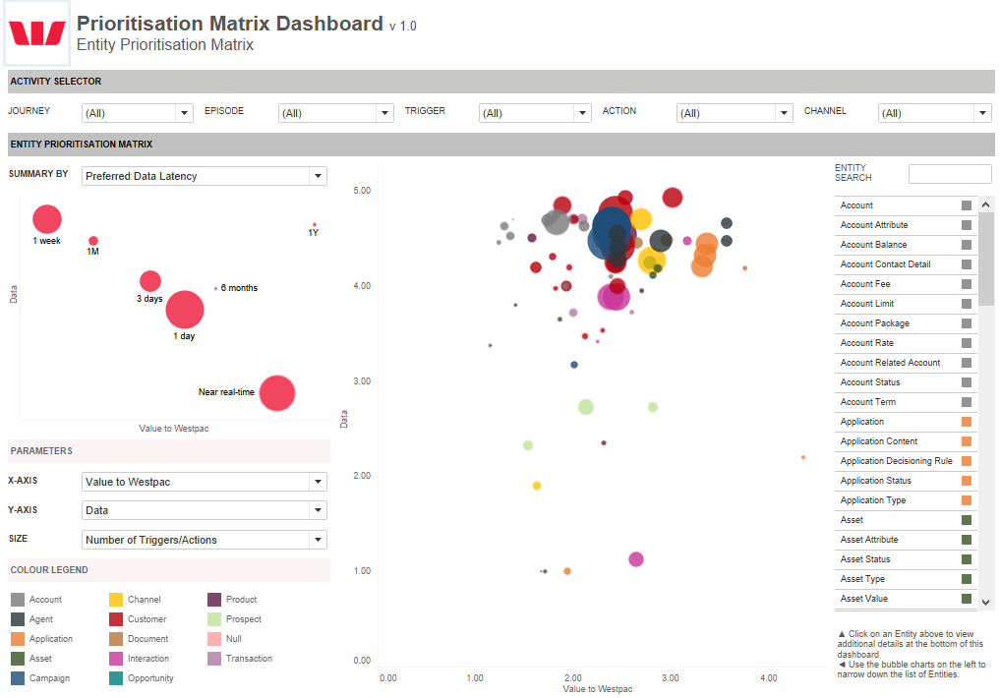 Prioritisation Matrix Dashboard v 1.0
Entity Prioritisation Matrix
ACTIVITY SELECTOR
JOURNEY (All) EPISODE (All) TRIGGER (All) ACTION (All) CHANNEL (All)
ENTITY PRIORITISATION MATRIX
SUMMARY BY Preferred Data Latency
1 week
1M
1Y
3 days
6 months
1 day
Near real-time
Data
Value to Westpac
PARAMETERS
X-AXIS Value to Westpac
Y-AXIS Data
SIZE Number of Triggers/Actions
COLOUR LEGEND
Account Channel Product
Agent Customer Prospect
Application Document Null
Asset Interaction Transaction
Campaign Opportunity
5.00
4.00
3.00
2.00
1.00
0.00
Data
0.00 1.00 2.00 3.00 4.00
Value to Westpac
ENTITY
SEARCH
Account
Account Attribute
Account Balance
Account Contact Detail
Account Fee
Account Limit
Account Package
Account Rate
Account Related Account
Account Status
Account Term
Application
Application Content
Application Decisioning Rule
Application Status
Application Type
Asset
Asset Attribute
Asset Status
Asset Type
Asset Value
▲ Click on an Entity above to view
additional details at the bottom of this
dashboard
◄ Use the bubble charts on the left to
narrow down the list of Entities.